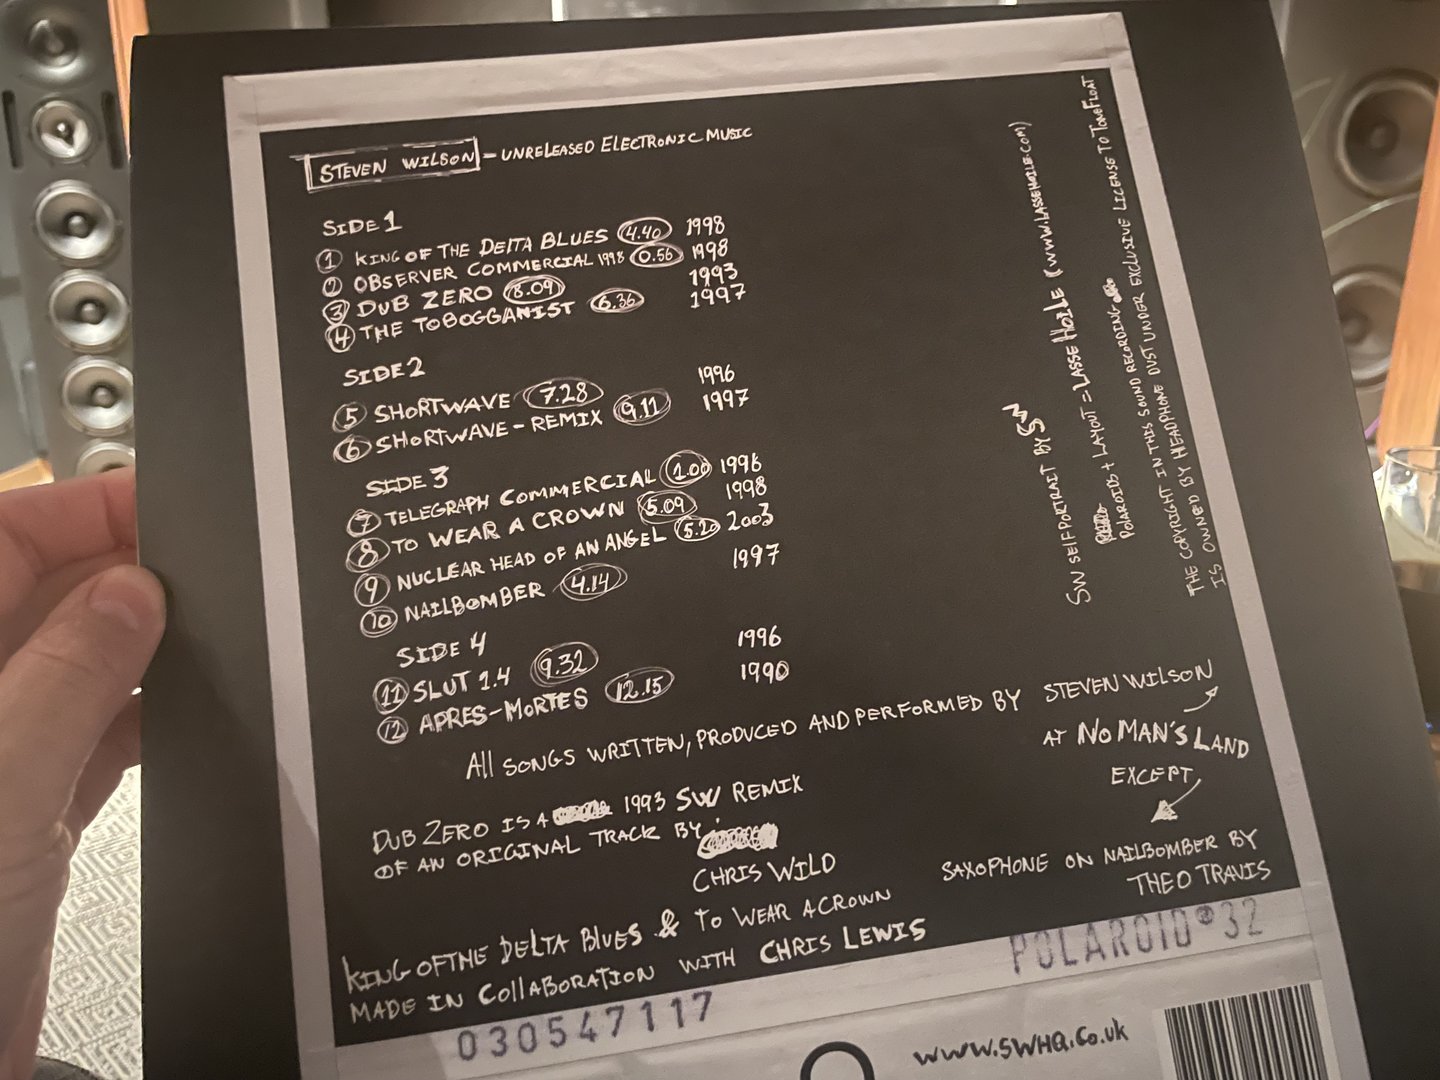 STEVEN WILSON - UNRELEASED ELECTRONIC MUSIC
SIDE 1
1 KING OF THE DELTA BLUES 4.40 1998
2 OBSERVER COMMERCIAL 1998 0.56 1998
3 DUB ZERO 8.09 1993
4 THE TOBOGGANIST 6.36 1997
SIDE 2
5 SHORTWAVE 7.28 1996
6 SHORTWAVE - REMIX 9.11 1997
SIDE 3
7 TELEGRAPH COMMERCIAL 1.00 1996
8 TO WEAR A CROWN 5.09 1998
9 NUCLEAR HEAD OF AN ANGEL 5.20 2003
10 NAILBOMBER 4.14 1997
SIDE 4
11 SLUT 1.4 9.32 1996
12 APRES-MORTES 12.15 1990
All SONGS WRITTEN, PRODUCED AND PERFORMED BY STEVEN WILSON
AT NO MAN'S LAND
EXCEPT
SAXOPHONE ON NAILBOMBER BY
THEO TRAVIS
DUB ZERO IS A 1993 SW REMIX
OF AN ORIGINAL TRACK BY
CHRIS WILD
KING OF THE DELTA BLUES & TO WEAR A CROWN
MADE IN COllABORATION WITH CHRIS LEWIS
SW SELFPORTRAIT BY SW
POLAROIDS + LAYOUT = LASSE HOILE (WWW.LASSEHOILE.COM)
THE COPYRIGHT IN THIS SOUND RECORDING
IS OWNED BY HEADPHONE DUST UNDER EXCLUSIVE LICENSE TO TONEFLOAT
POLAROID®32
030547117
WWW.SWHQ.CO.UK